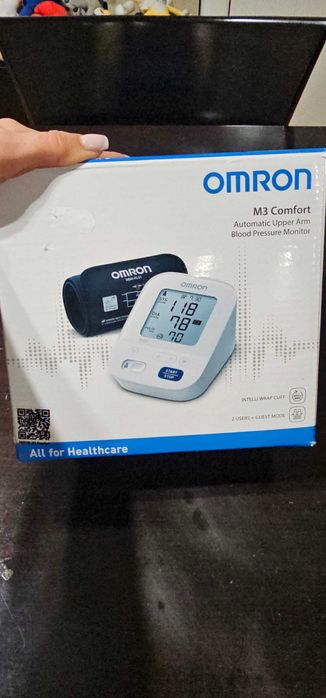 OMRON
M3 Comfort
Automatic Upper Arm
Blood Pressure Monitor
OMRON
OMRON
SYS
118
DIA
78
70
START
STOP
INTELLI WRAP CUFF
2 USERS + GUEST MODE
All for Healthcare